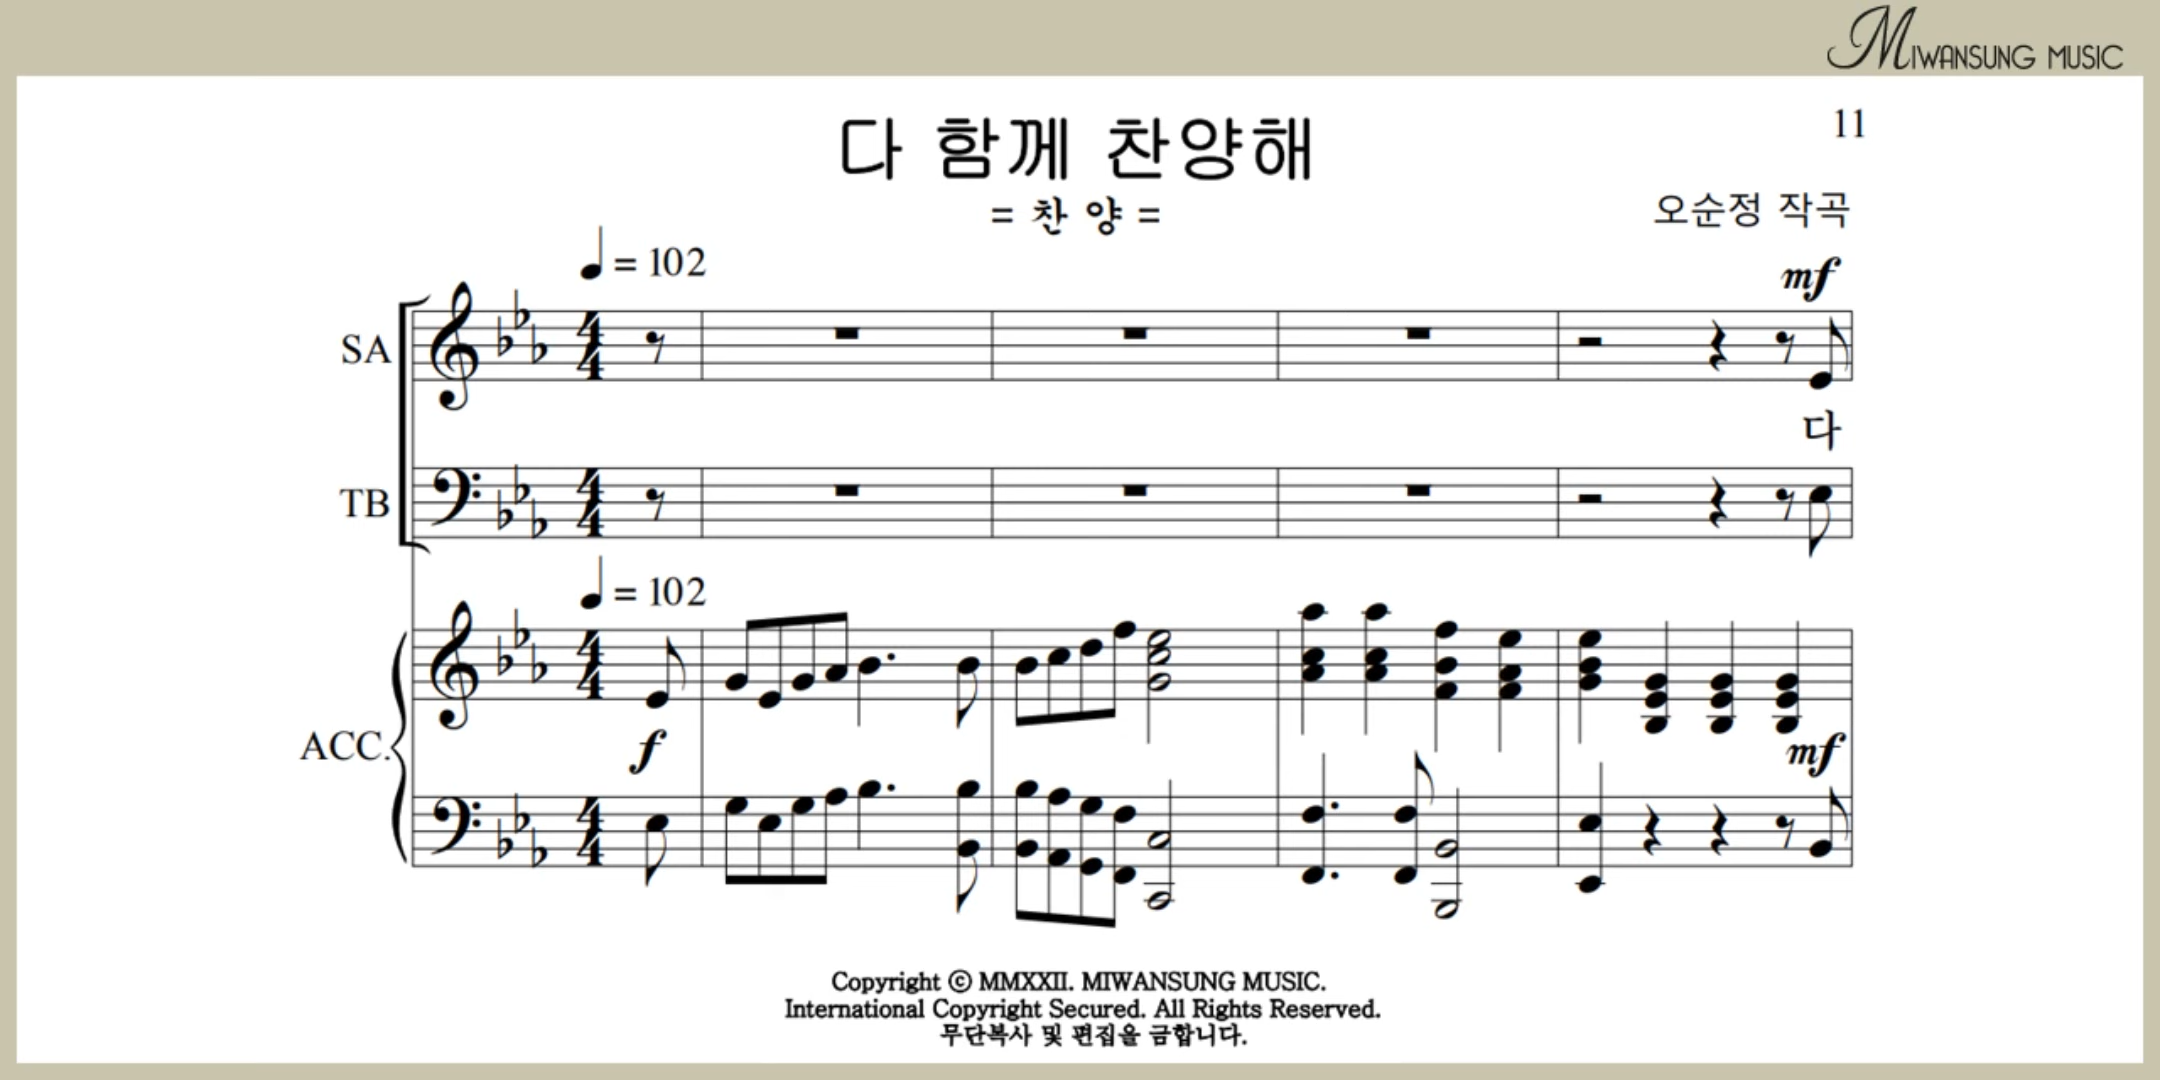 MIWANSUNG MUSIC
11
다 함께 찬양해
= 찬 양 =
오순정 작곡
♩ = 102
mf
SA
다
TB
♩ = 102
ACC.
f
mf
Copyright ⓒ MMXXII. MIWANSUNG MUSIC.
International Copyright Secured. All Rights Reserved.
무단복사 및 편집을 금합니다.